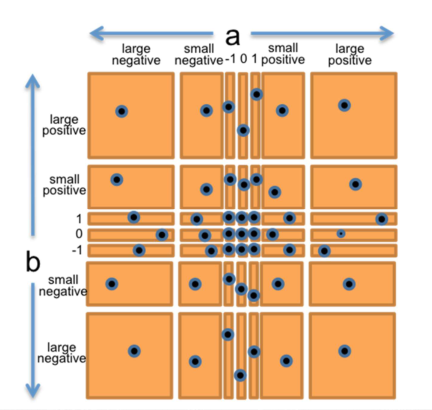 a
large
negative
small
negative
-1 0 1
small
positive
large
positive
large
positive
small
positive
1
0
-1
b
small
negative
large
negative